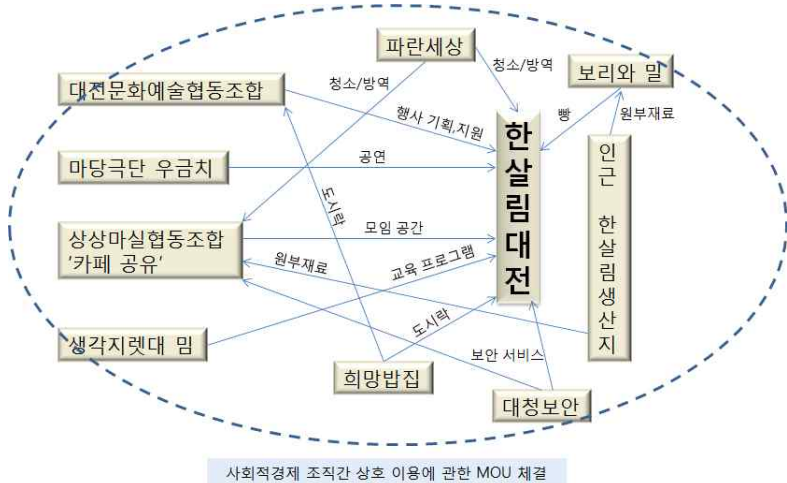 파란세상
청소/방역
청소/방역
보리와 밀
대전문화예술협동조합
행사 기획,지원
빵
원부재료
한살림대전
인근 한살림생산지
마당극단 우금치
공연
도시락
상상마실협동조합
'카페 공유'
모임 공간
원부재료
교육 프로그램
생각지렛대 밈
도시락
보안 서비스
희망밥집
대청보안
사회적경제 조직간 상호 이용에 관한 MOU 체결